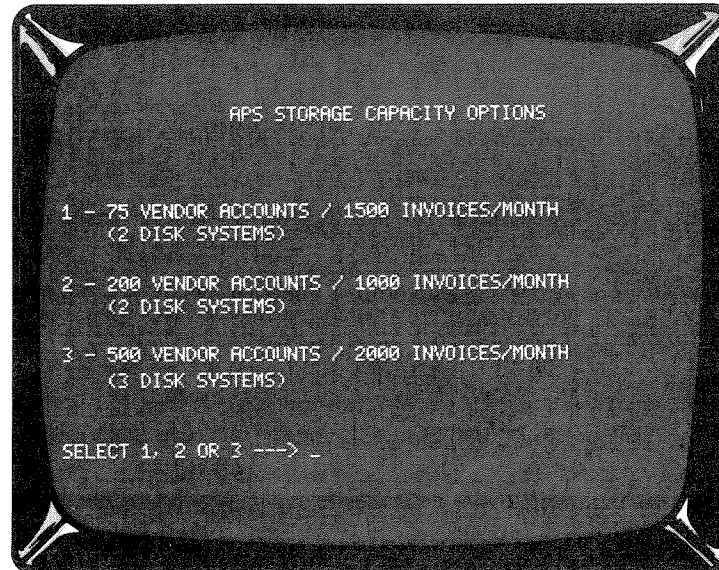 APS STORAGE CAPACITY OPTIONS
1 - 75 VENDOR ACCOUNTS / 1500 INVOICES/MONTH
(2 DISK SYSTEMS)
2 - 200 VENDOR ACCOUNTS / 1000 INVOICES/MONTH
(2 DISK SYSTEMS)
3 - 500 VENDOR ACCOUNTS / 2000 INVOICES/MONTH
(3 DISK SYSTEMS)
SELECT 1, 2 OR 3 ---> _